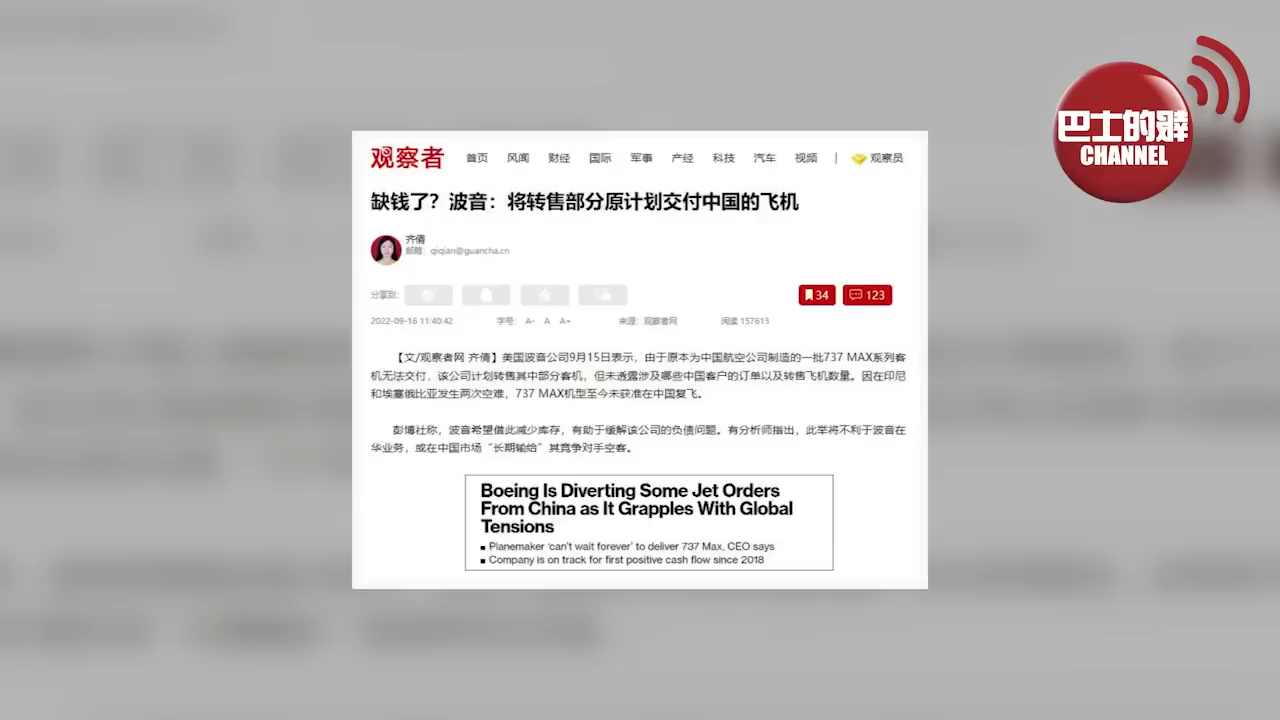 巴士的報
CHANNEL
观察者
首页 风闻 财经 国际 军事 产经 科技 汽车 视频 | 观察员
缺钱了？波音：将转售部分原计划交付中国的飞机
齐倩
邮箱：qiqian@guancha.cn
分享到：
34
123
2022-09-16 11:40:42 字号： A- A A+ 来源：观察者网 阅读 157613
【文/观察者网 齐倩】美国波音公司9月15日表示，由于原本为中国航空公司制造的一批737 MAX系列客
机无法交付，该公司计划转售其中部分客机，但未透露涉及哪些中国客户的订单以及转售飞机数量。因在印尼
和埃塞俄比亚发生两次空难，737 MAX机型至今未获准在中国复飞。
彭博社称，波音希望借此减少库存，有助于缓解该公司的负债问题。有分析师指出，此举将不利于波音在
华业务，或在中国市场“长期输给”其竞争对手空客。
Boeing Is Diverting Some Jet Orders
From China as It Grapples With Global
Tensions
Planemaker ‘can't wait forever’ to deliver 737 Max, CEO says
Company is on track for first positive cash flow since 2018